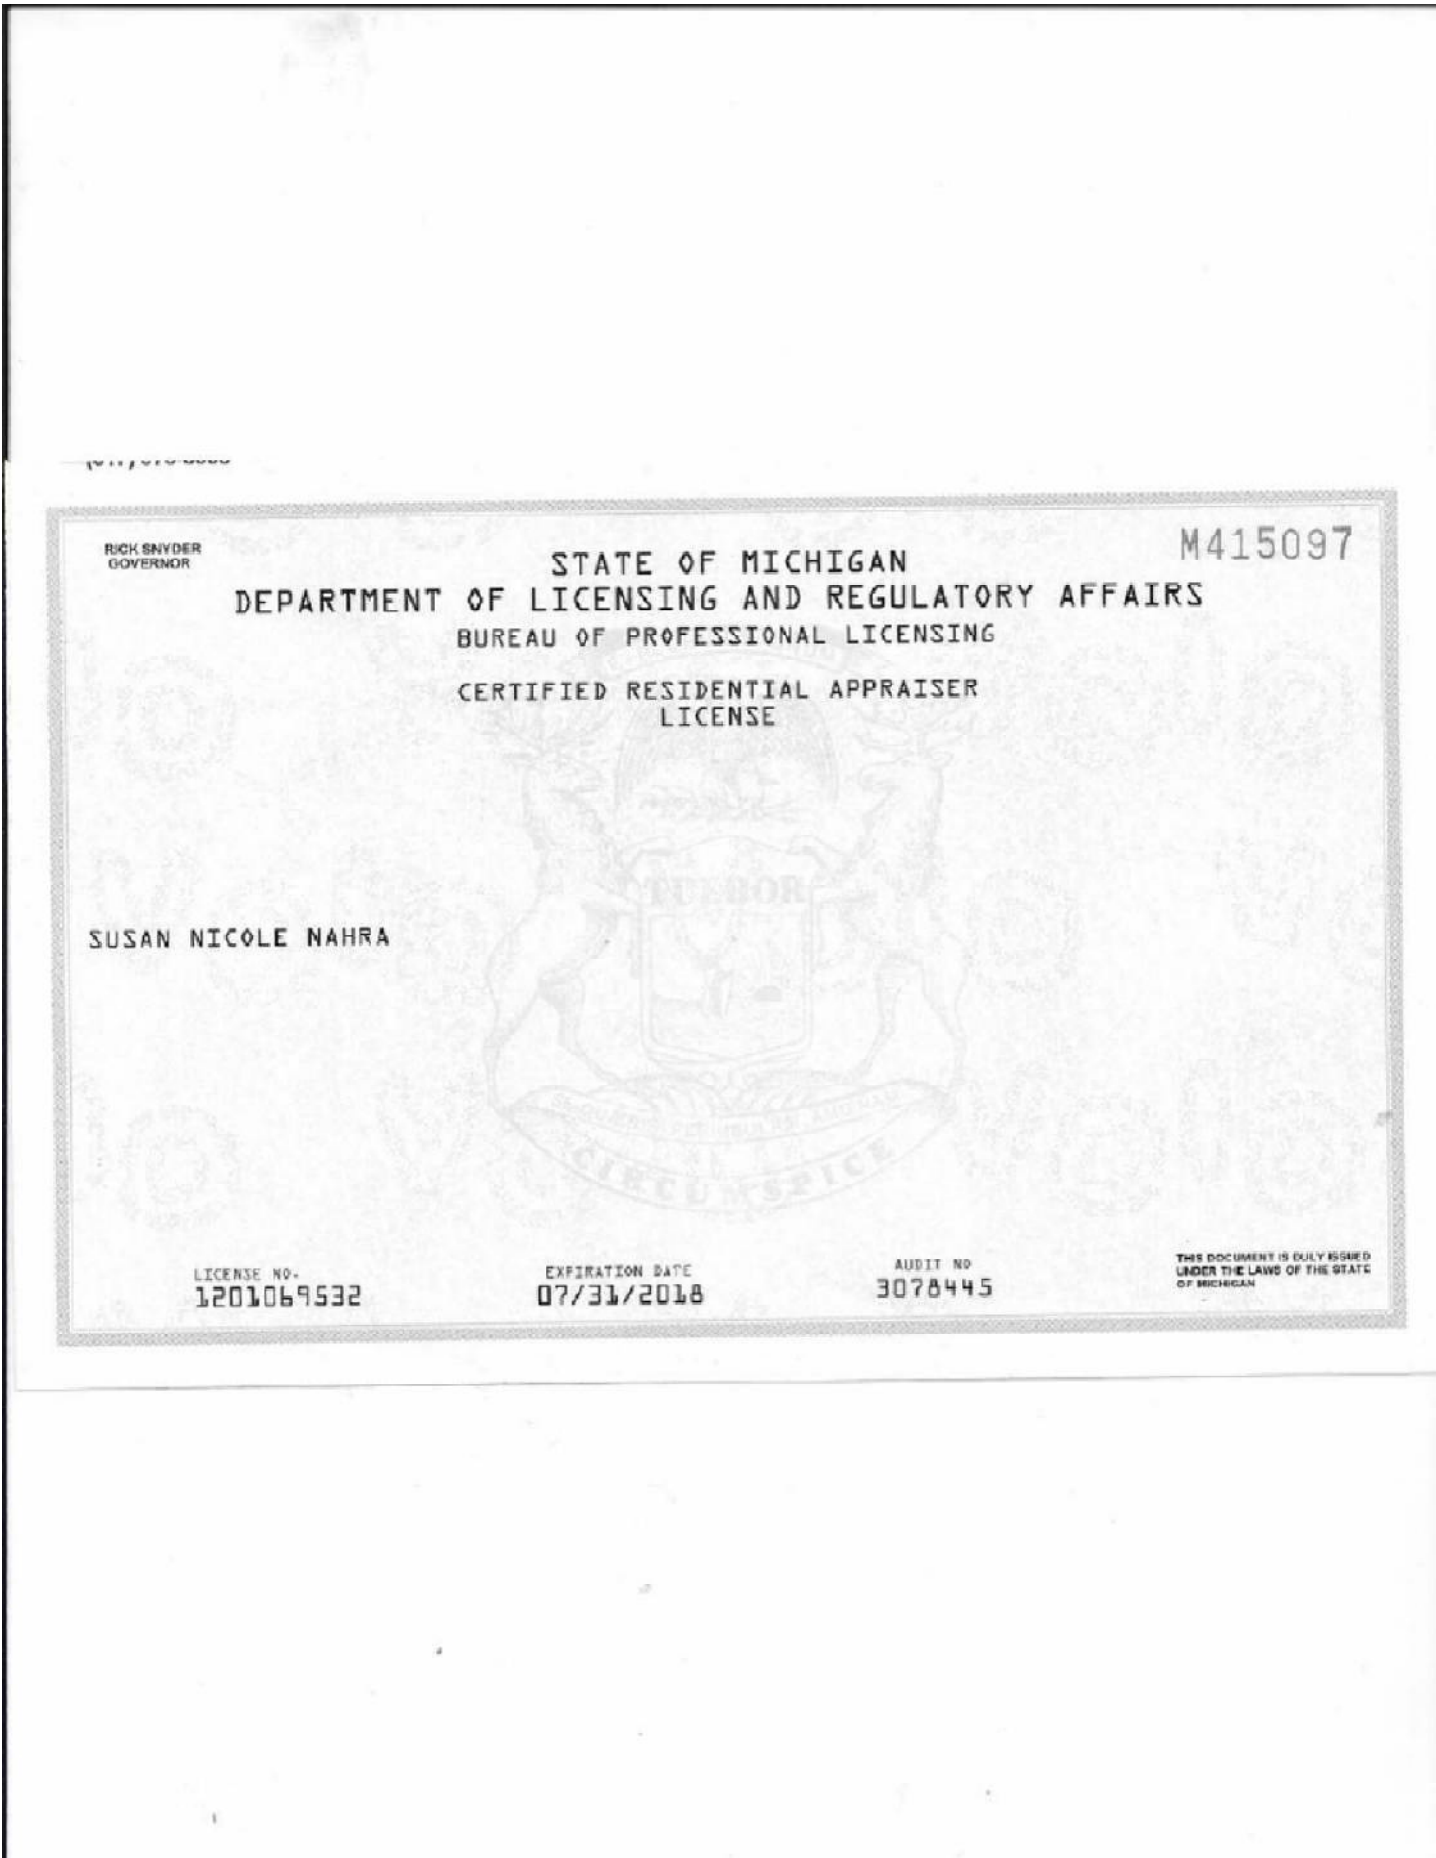 RICK SNYDER
GOVERNOR
M415097
STATE OF MICHIGAN
DEPARTMENT OF LICENSING AND REGULATORY AFFAIRS
BUREAU OF PROFESSIONAL LICENSING
CERTIFIED RESIDENTIAL APPRAISER
LICENSE
TUEBOR
SUSAN NICOLE NAHRA
CIRCUMSPICE
LICENSE NO.
1201069532
EXPIRATION DATE
07/31/2018
AUDIT NO
3078445
THIS DOCUMENT IS DULY ISSUED
UNDER THE LAWS OF THE STATE
OF MICHIGAN